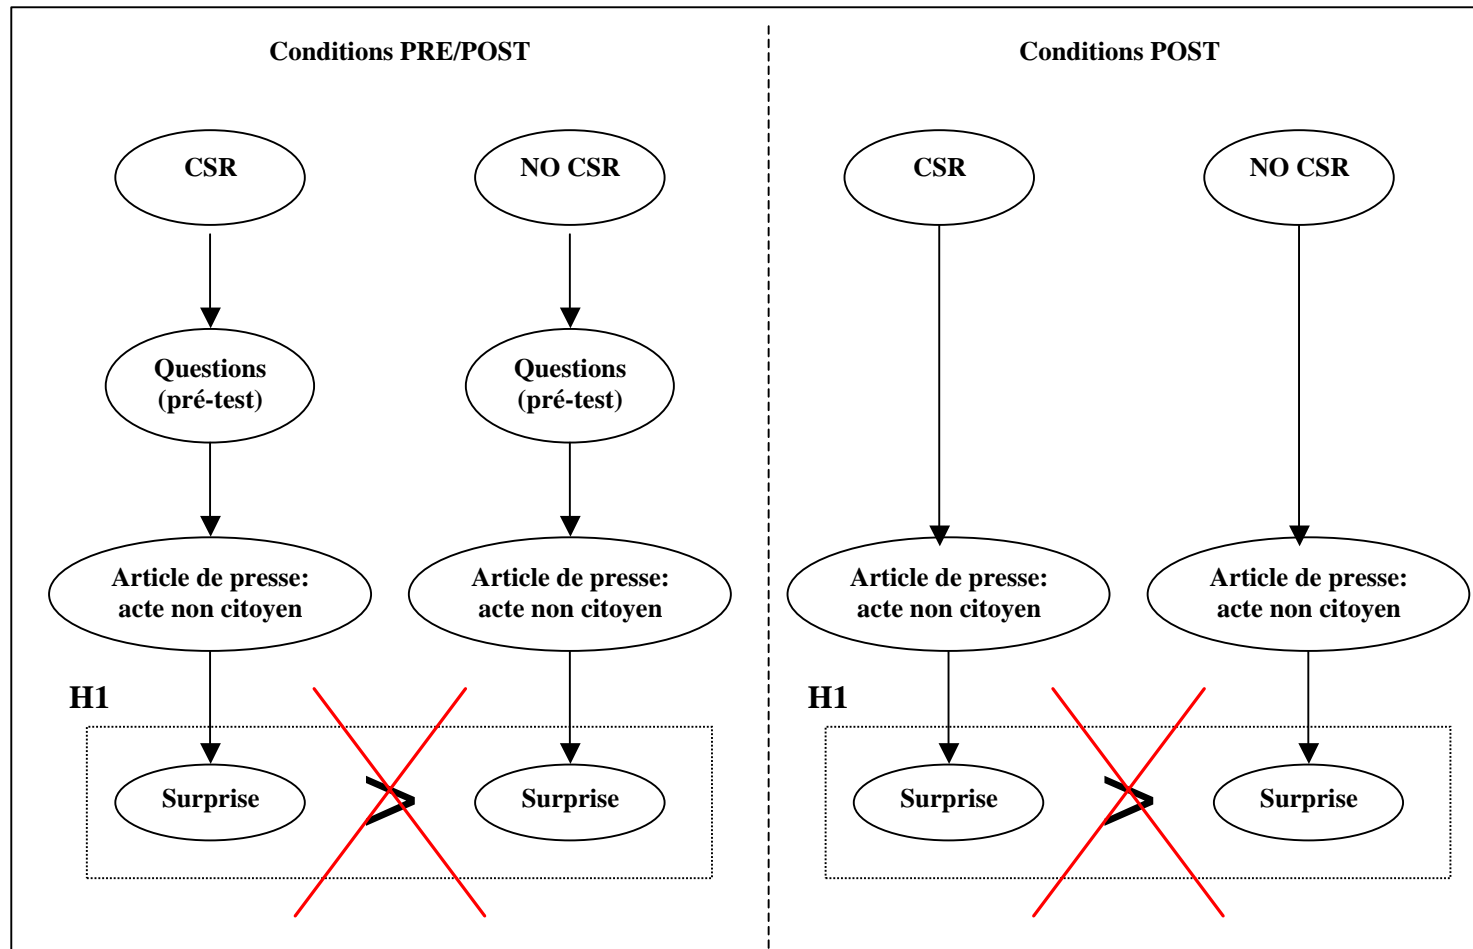 Conditions PRE/POST
CSR
NO CSR
Questions
(pré-test)
Questions
(pré-test)
Article de presse:
acte non citoyen
Article de presse:
acte non citoyen
H1
Surprise
>
Surprise
Conditions POST
CSR
NO CSR
Article de presse:
acte non citoyen
Article de presse:
acte non citoyen
H1
Surprise
>
Surprise